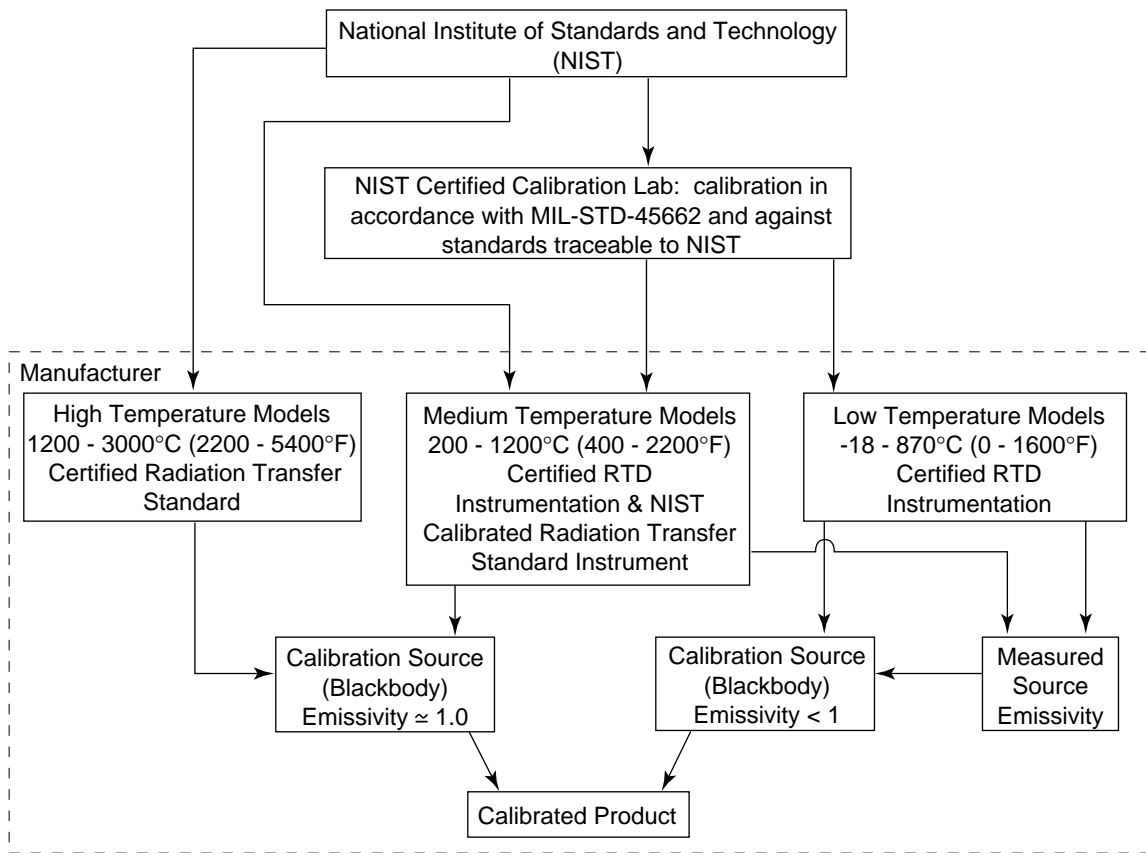 National Institute of Standards and Technology
(NIST)
NIST Certified Calibration Lab:  calibration in
accordance with MIL-STD-45662 and against
standards traceable to NIST
Manufacturer
High Temperature Models
1200 - 3000°C (2200 - 5400°F)
Certified Radiation Transfer
Standard
Medium Temperature Models
200 - 1200°C (400 - 2200°F)
Certified RTD
Instrumentation & NIST
Calibrated Radiation Transfer
Standard Instrument
Low Temperature Models
-18 - 870°C (0 - 1600°F)
Certified RTD
Instrumentation
Calibration Source
(Blackbody)
Emissivity ≃ 1.0
Calibration Source
(Blackbody)
Emissivity < 1
Measured
Source
Emissivity
Calibrated Product